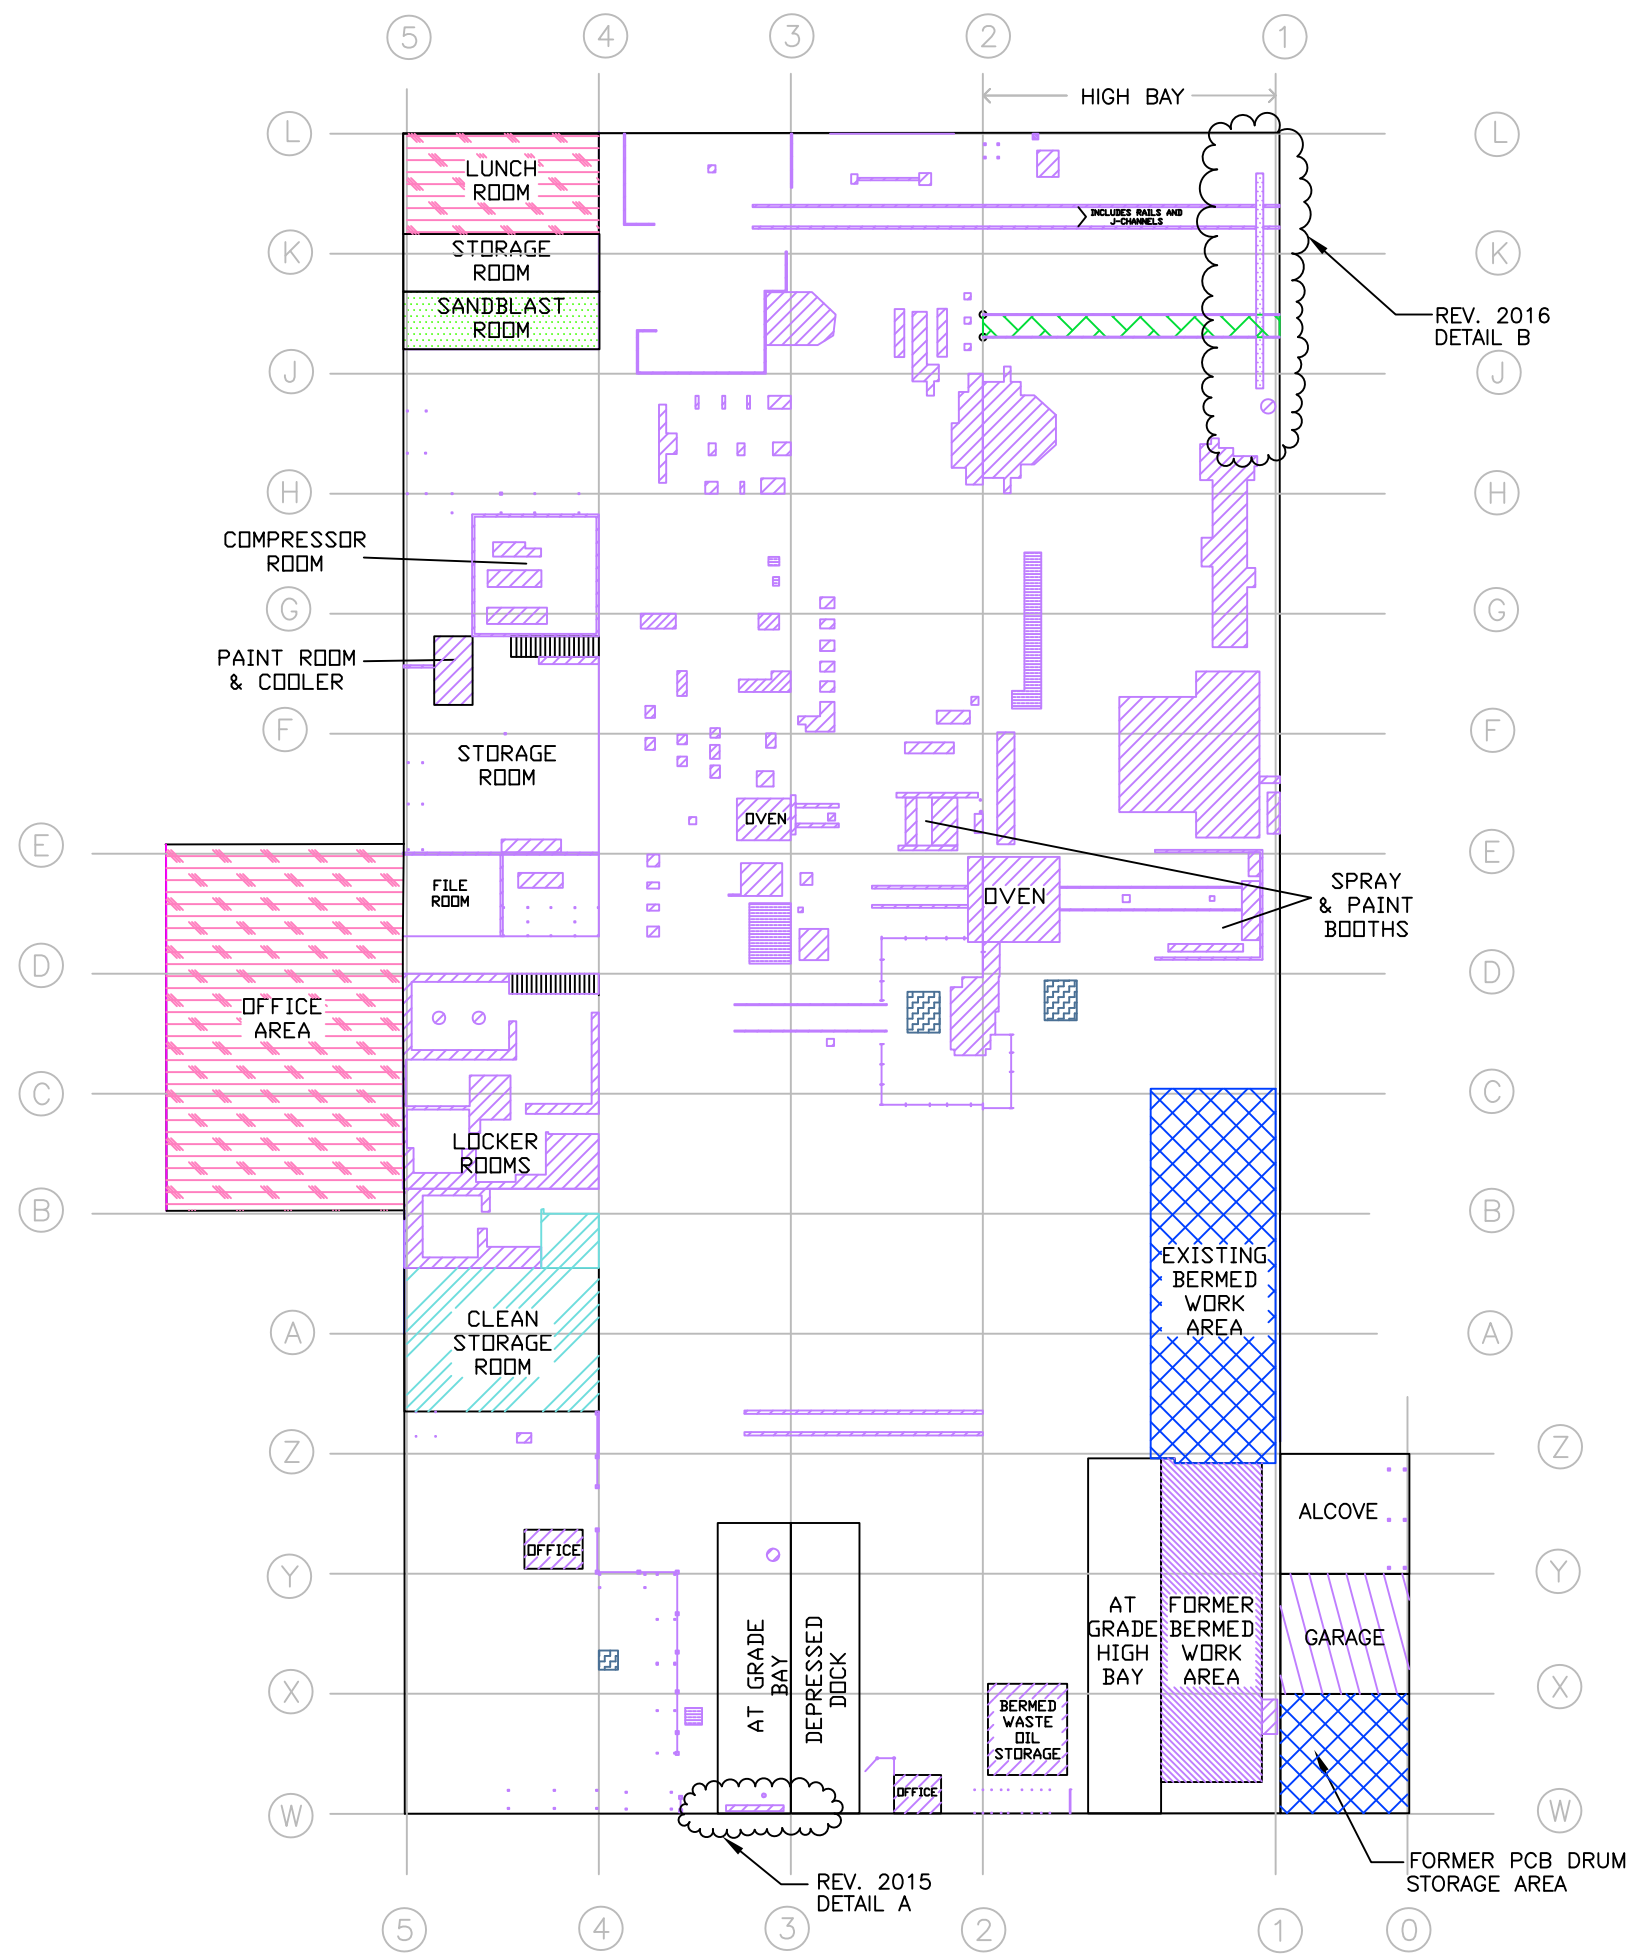 5 4 3 2 1
HIGH BAY
L L
LUNCH
ROOM
INCLUDES RAILS AND
J-CHANNELS
K K
STORAGE
ROOM
SANDBLAST
ROOM
REV. 2016
DETAIL B
J J
H H
COMPRESSOR
ROOM
G G
PAINT ROOM
& COOLER
F F
STORAGE
ROOM
OVEN
E E
FILE
ROOM
OVEN
SPRAY
& PAINT
BOOTHS
D D
OFFICE
AREA
C C
LOCKER
ROOMS
B B
EXISTING
BERMED
WORK
AREA
A A
CLEAN
STORAGE
ROOM
Z Z
ALCOVE
OFFICE
Y Y
AT GRADE
BAY
DEPRESSED
DOCK
AT
GRADE
HIGH
BAY
FORMER
BERMED
WORK
AREA
GARAGE
X X
BERMED
WASTE
OIL
STORAGE
OFFICE
W W
FORMER PCB DRUM
STORAGE AREA
REV. 2015
DETAIL A
5 4 3 2 1 0